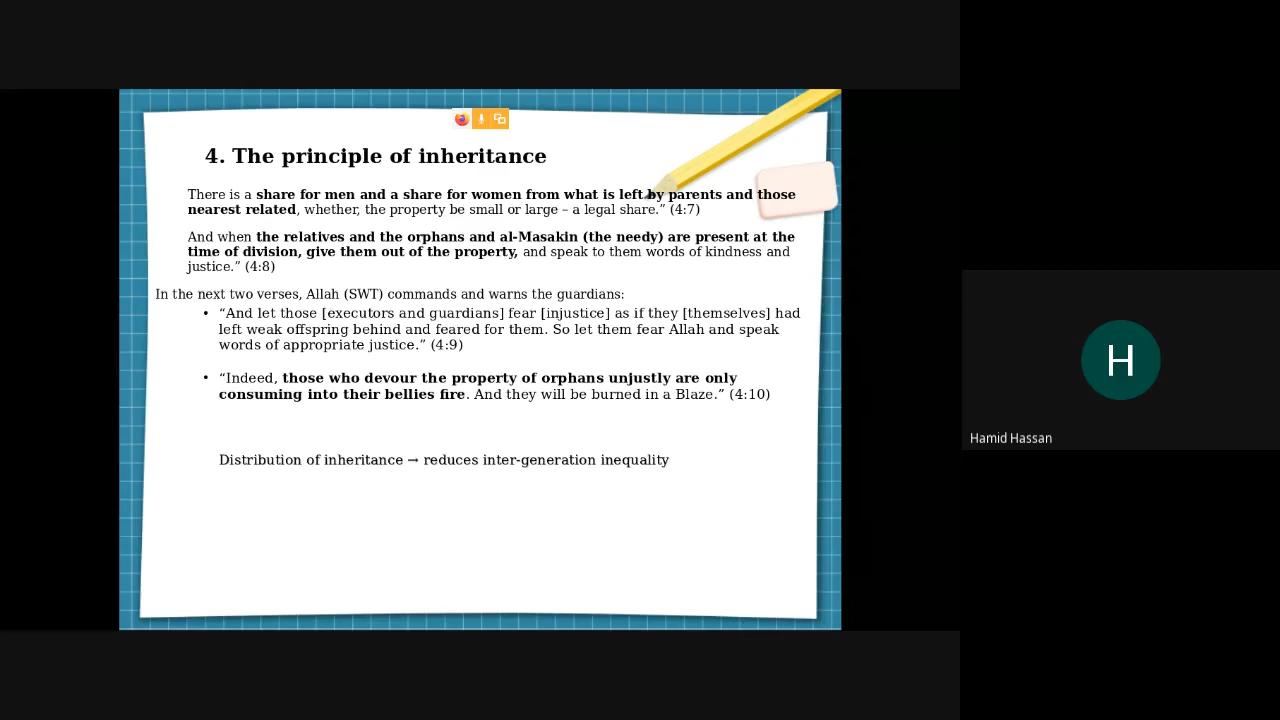 4. The principle of inheritance
There is a share for men and a share for women from what is left by parents and those
nearest related, whether, the property be small or large – a legal share.” (4:7)
And when the relatives and the orphans and al-Masakin (the needy) are present at the
time of division, give them out of the property, and speak to them words of kindness and
justice.” (4:8)
In the next two verses, Allah (SWT) commands and warns the guardians:
• “And let those [executors and guardians] fear [injustice] as if they [themselves] had
left weak offspring behind and feared for them. So let them fear Allah and speak
words of appropriate justice.” (4:9)
• “Indeed, those who devour the property of orphans unjustly are only
consuming into their bellies fire. And they will be burned in a Blaze.” (4:10)
Distribution of inheritance → reduces inter-generation inequality
H
Hamid Hassan